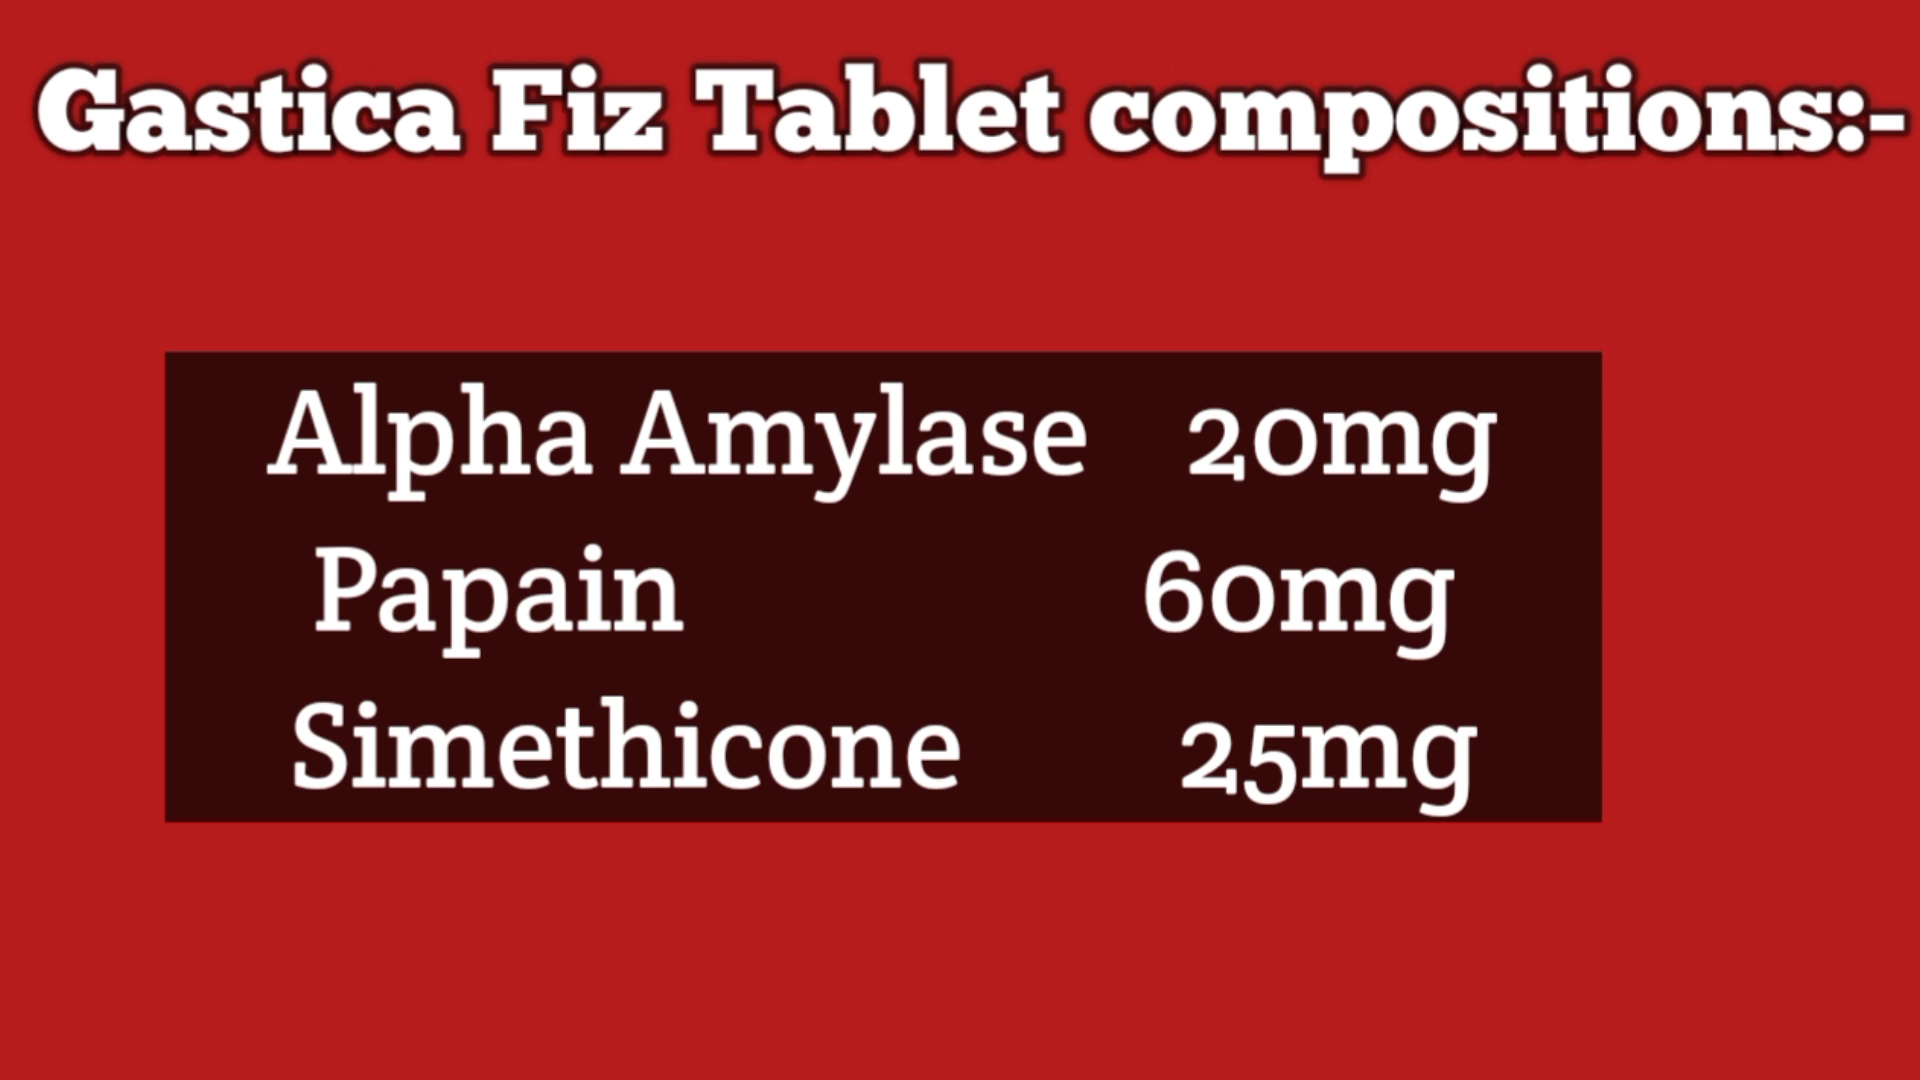 Gastica Fiz Tablet compositions:-
Alpha Amylase 20mg
Papain 60mg
Simethicone 25mg